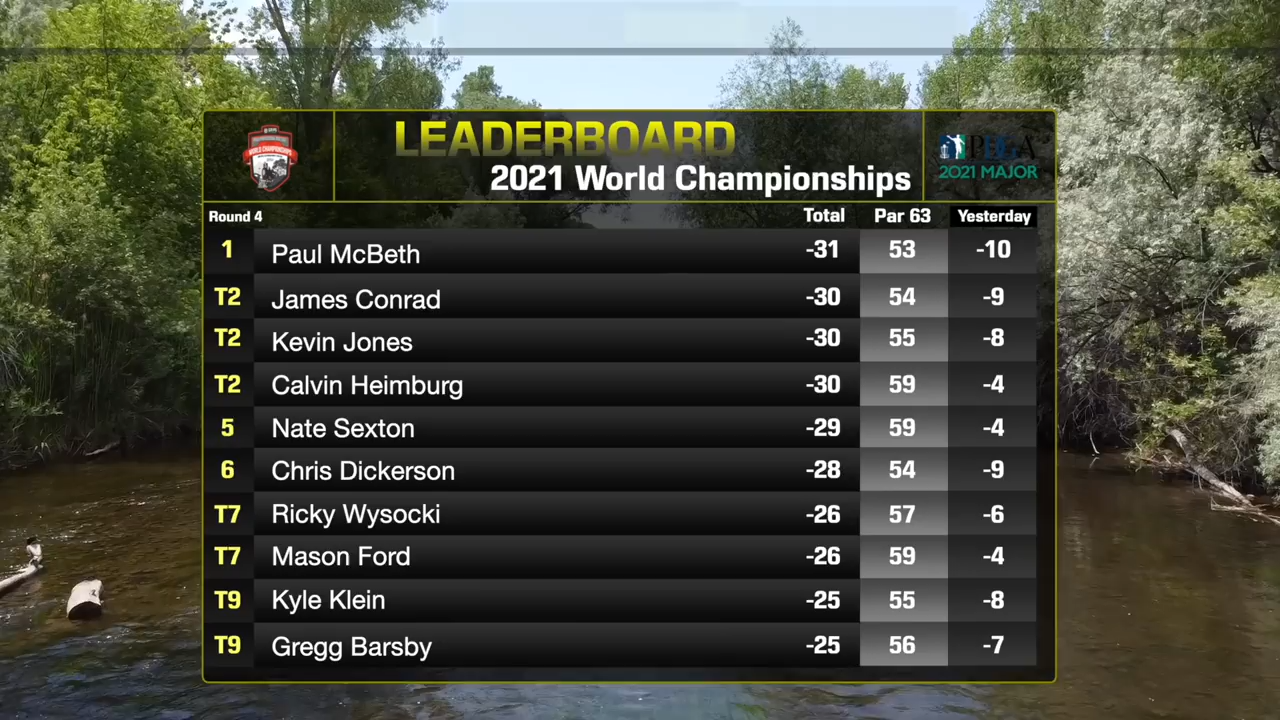 LEADERBOARD
2021 World Championships
WORLD CHAMPIONSHIPS
PDGA
2021 MAJOR
Round 4 Total Par 63 Yesterday
1 Paul McBeth -31 53 -10
T2 James Conrad -30 54 -9
T2 Kevin Jones -30 55 -8
T2 Calvin Heimburg -30 59 -4
5 Nate Sexton -29 59 -4
6 Chris Dickerson -28 54 -9
T7 Ricky Wysocki -26 57 -6
T7 Mason Ford -26 59 -4
T9 Kyle Klein -25 55 -8
T9 Gregg Barsby -25 56 -7